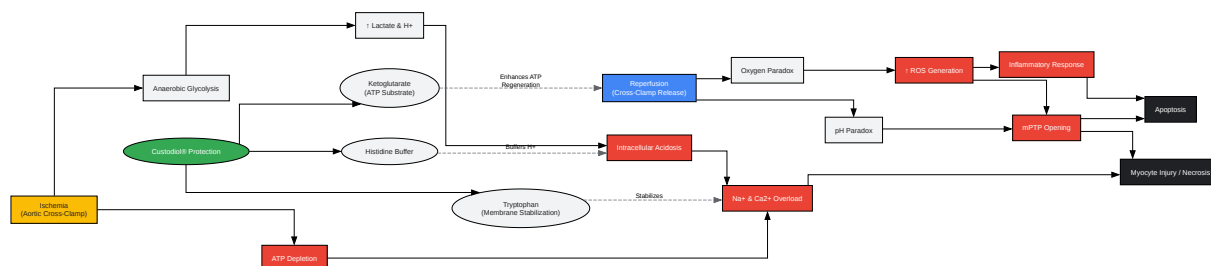 ↑ Lactate & H+
Anaerobic Glycolysis
Ketoglutarate
(ATP Substrate)
Enhances ATP
Regeneration
Reperfusion
(Cross-Clamp Release)
Oxygen Paradox
↑ ROS Generation
Inflammatory Response
Apoptosis
pH Paradox
mPTP Opening
Custodiol® Protection
Histidine Buffer
Buffers H+
Intracellular Acidosis
Myocyte Injury / Necrosis
Ischemia
(Aortic Cross-Clamp)
Tryptophan
(Membrane Stabilization)
Stabilizes
Na+ & Ca2+ Overload
ATP Depletion